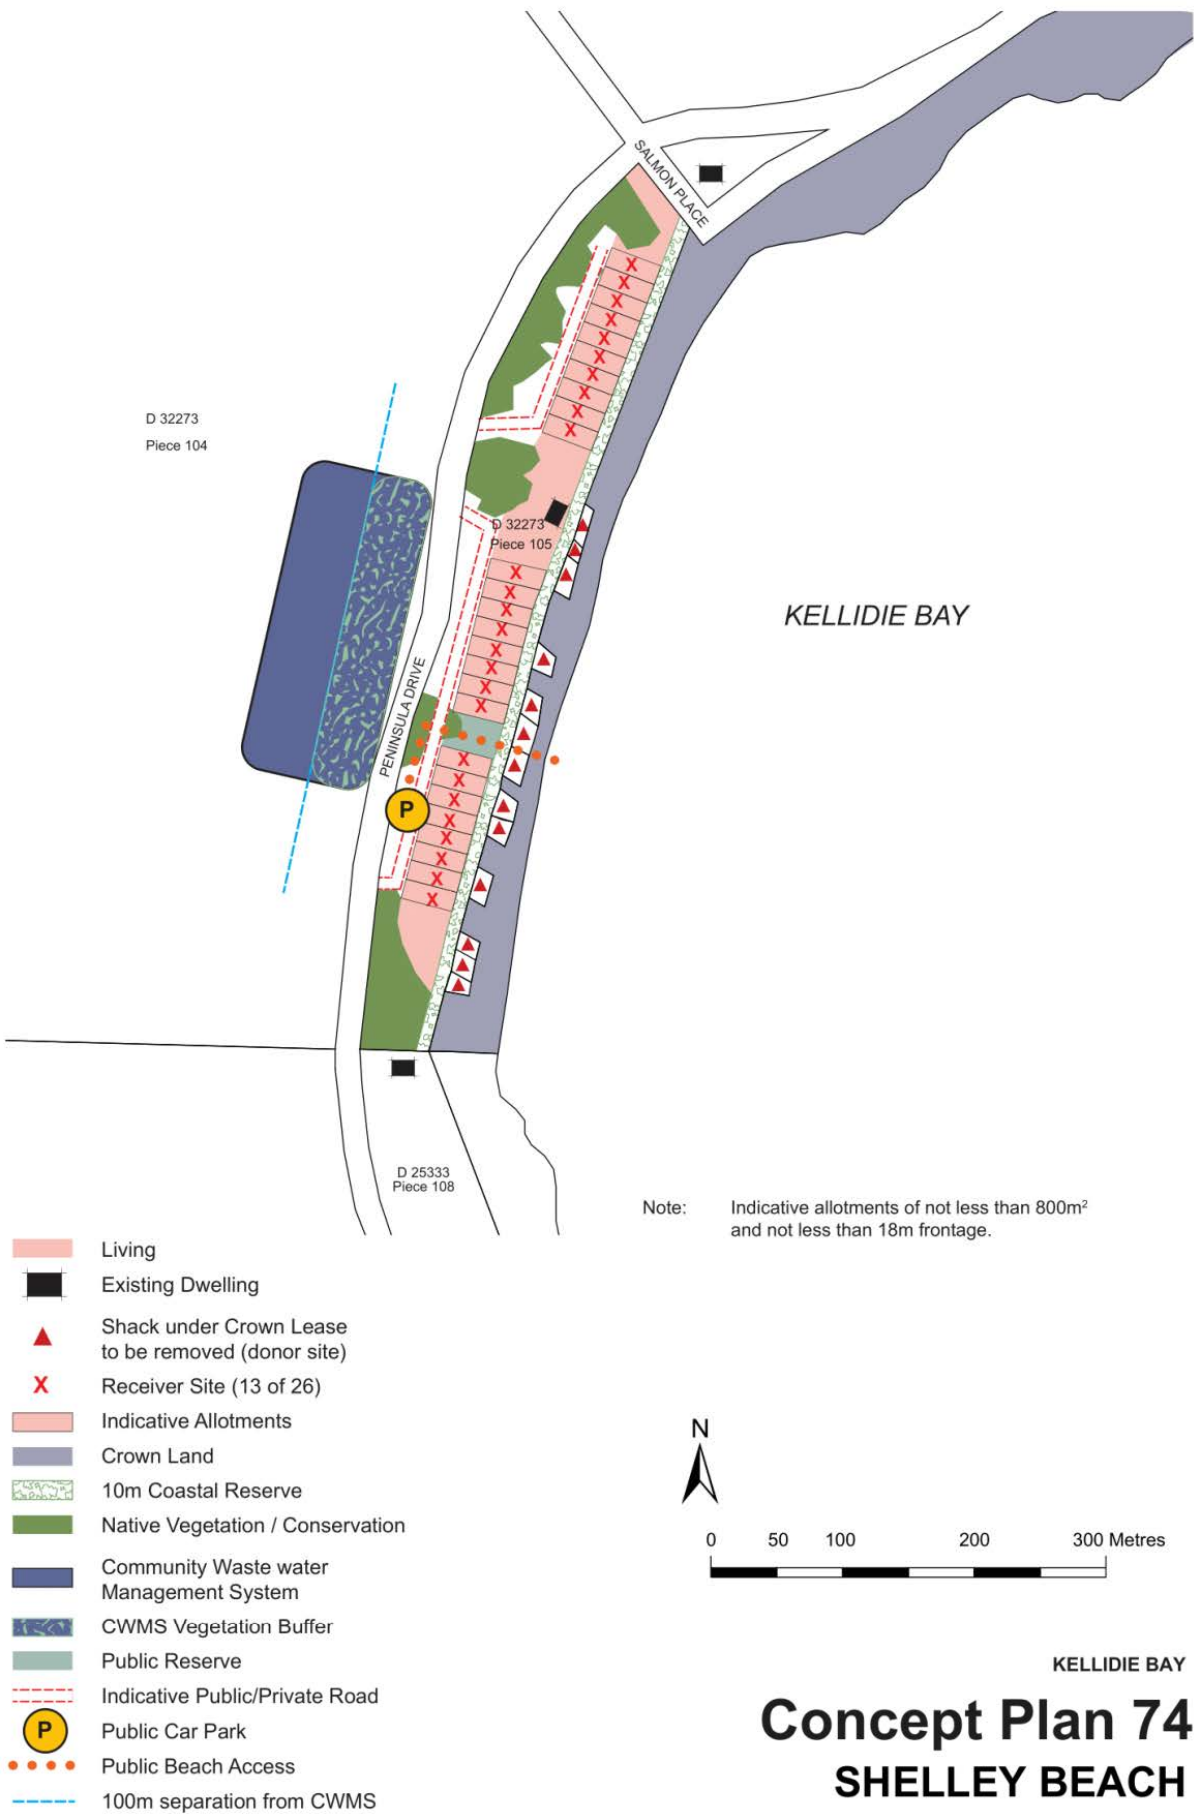 SALMON PLACE
D 32273
Piece 104
D 32273
Piece 105
KELLIDIE BAY
PENINSULA DRIVE
P
D 25333
Piece 108
Note: Indicative allotments of not less than 800m²
and not less than 18m frontage.
Living
Existing Dwelling
Shack under Crown Lease
to be removed (donor site)
X Receiver Site (13 of 26)
Indicative Allotments
Crown Land
10m Coastal Reserve
Native Vegetation / Conservation
Community Waste water
Management System
CWMS Vegetation Buffer
Public Reserve
Indicative Public/Private Road
P Public Car Park
Public Beach Access
100m separation from CWMS
N
0 50 100 200 300 Metres
KELLIDIE BAY
Concept Plan 74
SHELLEY BEACH